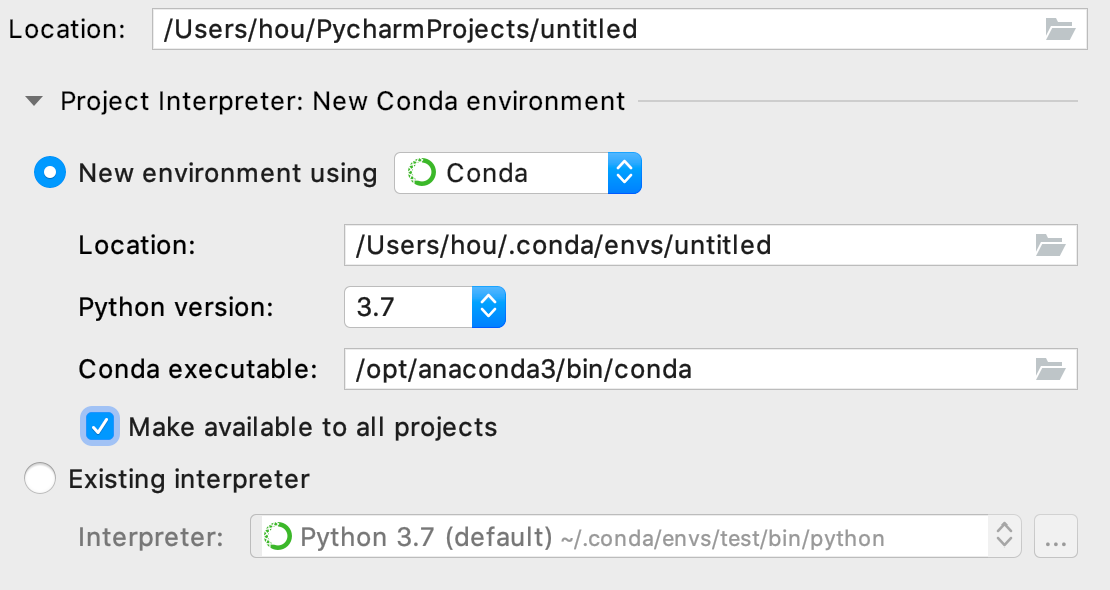 Location: /Users/hou/PycharmProjects/untitled
Project Interpreter: New Conda environment
New environment using Conda
Location: /Users/hou/.conda/envs/untitled
Python version: 3.7
Conda executable: /opt/anaconda3/bin/conda
Make available to all projects
Existing interpreter
Interpreter: Python 3.7 (default) ~/.conda/envs/test/bin/python ...